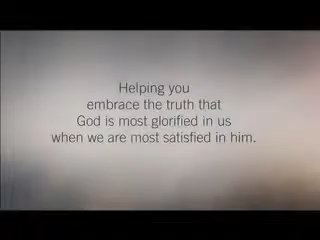 Helping you
embrace the truth that
God is most glorified in us
when we are most satisfied in him.